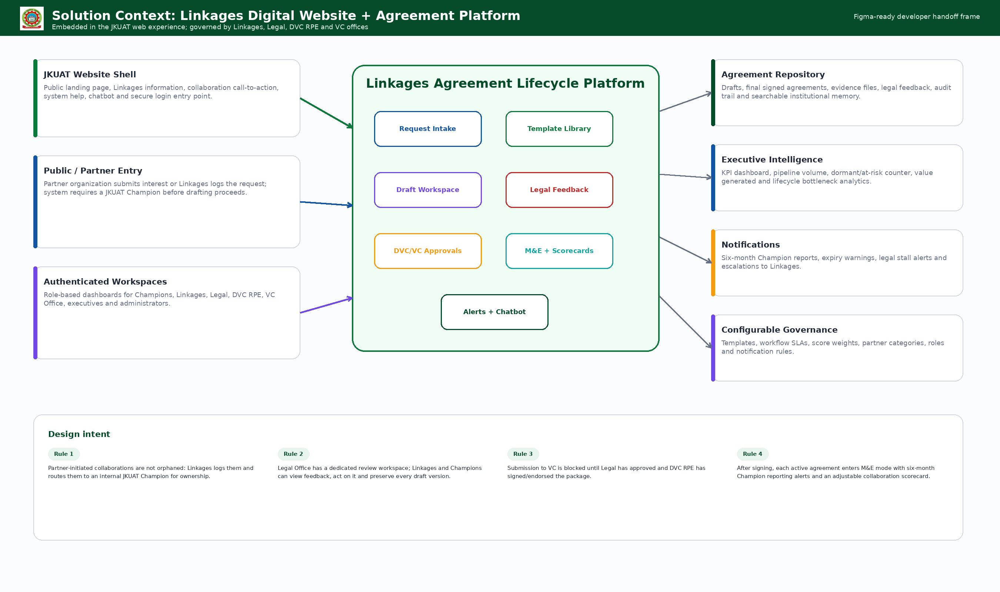 Solution Context: Linkages Digital Website + Agreement Platform
Embedded in the JKUAT web experience; governed by Linkages, Legal, DVC RPE and VC offices
Figma-ready developer handoff frame
JKUAT Website Shell
Public landing page, Linkages information, collaboration call-to-action,
system help, chatbot and secure login entry point.
Public / Partner Entry
Partner organization submits interest or Linkages logs the request;
system requires a JKUAT Champion before drafting proceeds.
Authenticated Workspaces
Role-based dashboards for Champions, Linkages, Legal, DVC RPE, VC
Office, executives and administrators.
Linkages Agreement Lifecycle Platform
Request Intake
Template Library
Draft Workspace
Legal Feedback
DVC/VC Approvals
M&E + Scorecards
Alerts + Chatbot
Agreement Repository
Drafts, final signed agreements, evidence files, legal feedback, audit
trail and searchable institutional memory.
Executive Intelligence
KPI dashboard, pipeline volume, dormant/at-risk counter, value
generated and lifecycle bottleneck analytics.
Notifications
Six-month Champion reports, expiry warnings, legal stall alerts and
escalations to Linkages.
Configurable Governance
Templates, workflow SLAs, score weights, partner categories, roles
and notification rules.
Design intent
Rule 1
Partner-initiated collaborations are not orphaned: Linkages logs them and
routes them to an internal JKUAT Champion for ownership.
Rule 2
Legal Office has a dedicated review workspace; Linkages and Champions
can view feedback, act on it and preserve every draft version.
Rule 3
Submission to VC is blocked until Legal has approved and DVC RPE has
signed/endorsed the package.
Rule 4
After signing, each active agreement enters M&E mode with six-month
Champion reporting alerts and an adjustable collaboration scorecard.